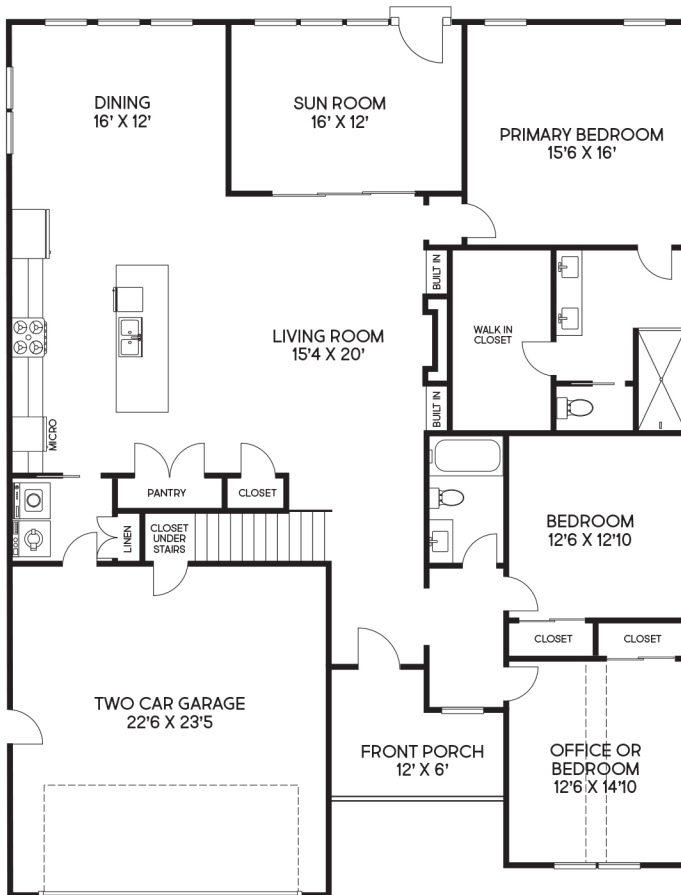 DINING
16' X 12'
SUN ROOM
16' X 12'
PRIMARY BEDROOM
15'6 X 16'
BUILT IN
WALK IN
CLOSET
LIVING ROOM
15'4 X 20'
BUILT IN
MICRO
PANTRY
CLOSET
LINEN
CLOSET
UNDER
STAIRS
BEDROOM
12'6 X 12'10
CLOSET
CLOSET
TWO CAR GARAGE
22'6 X 23'5
FRONT PORCH
12' X 6'
OFFICE OR
BEDROOM
12'6 X 14'10